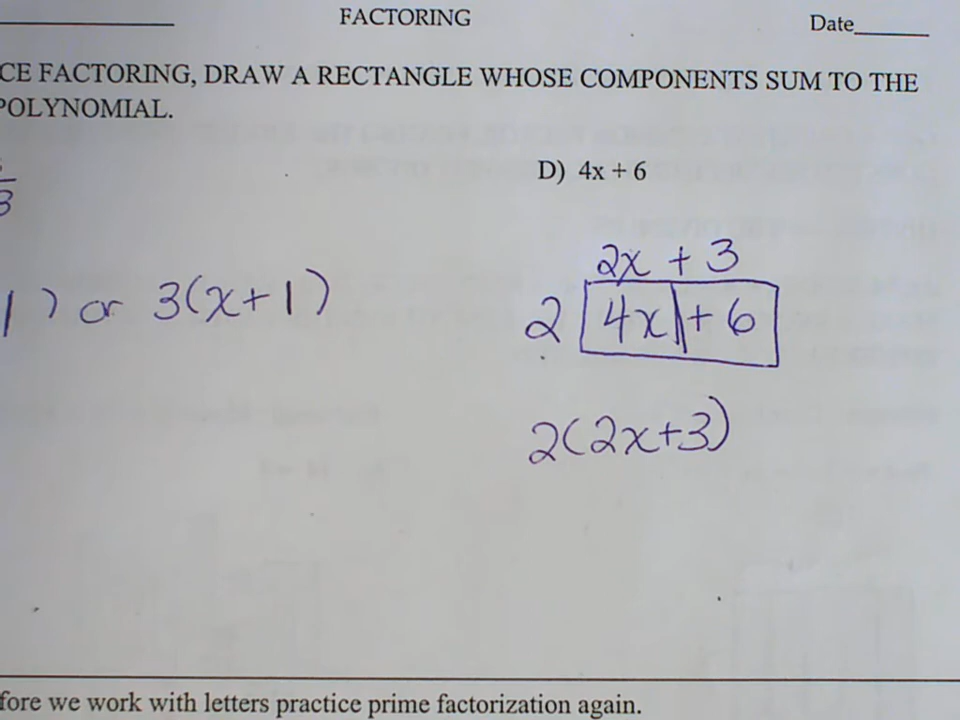 FACTORING
Date
CE FACTORING, DRAW A RECTANGLE WHOSE COMPONENTS SUM TO THE
POLYNOMIAL.
3
D) 4x + 6
2x + 3
1) or 3(x+1)
2 4x + 6
2(2x+3)
fore we work with letters practice prime factorization again.